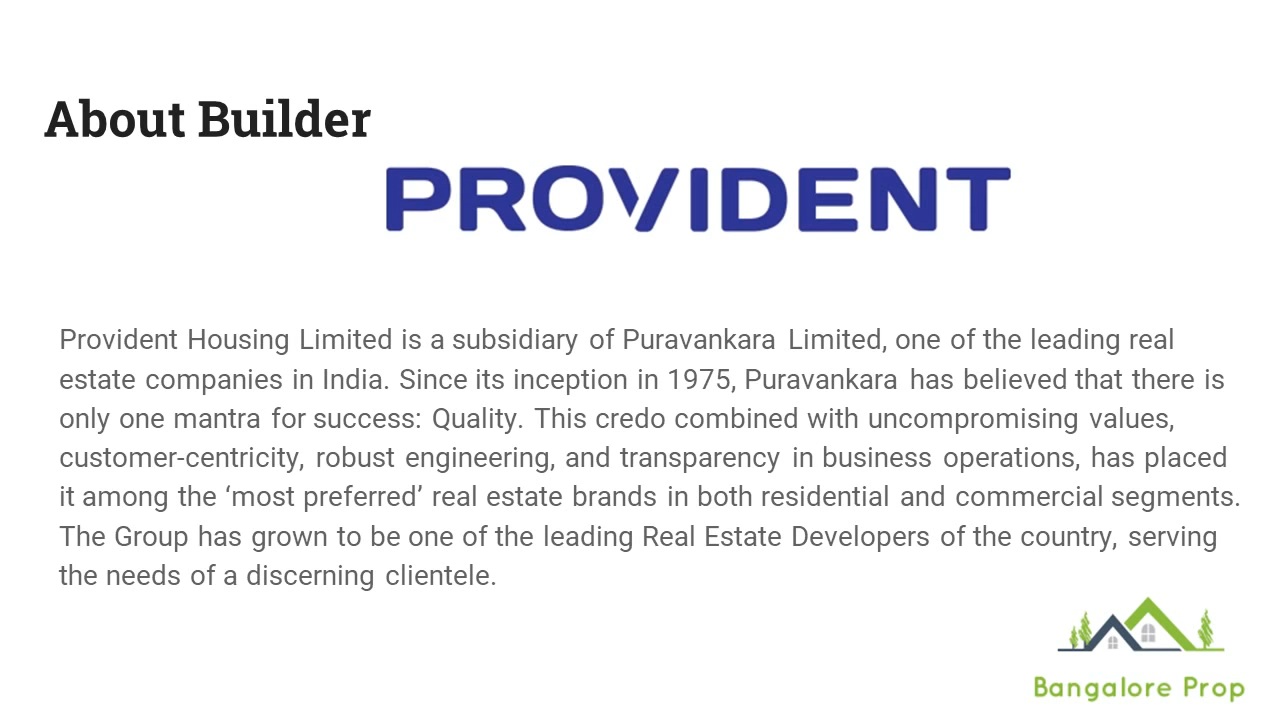 About Builder
PROVIDENT
Provident Housing Limited is a subsidiary of Puravankara Limited, one of the leading real
estate companies in India. Since its inception in 1975, Puravankara has believed that there is
only one mantra for success: Quality. This credo combined with uncompromising values,
customer-centricity, robust engineering, and transparency in business operations, has placed
it among the ‘most preferred’ real estate brands in both residential and commercial segments.
The Group has grown to be one of the leading Real Estate Developers of the country, serving
the needs of a discerning clientele.
Bangalore Prop